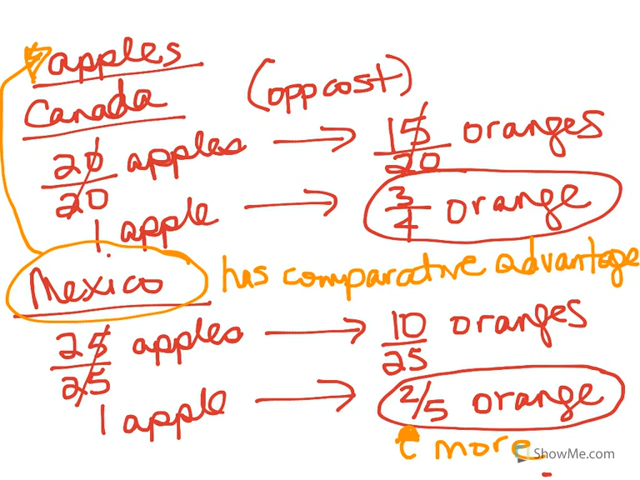 apples
Canada (opp cost)
20/20 apples → 15/20 oranges
1 apple → 3/4 orange
Mexico has comparative advantage
25/25 apples → 10/25 oranges
1 apple → 2/5 orange
more
ShowMe.com